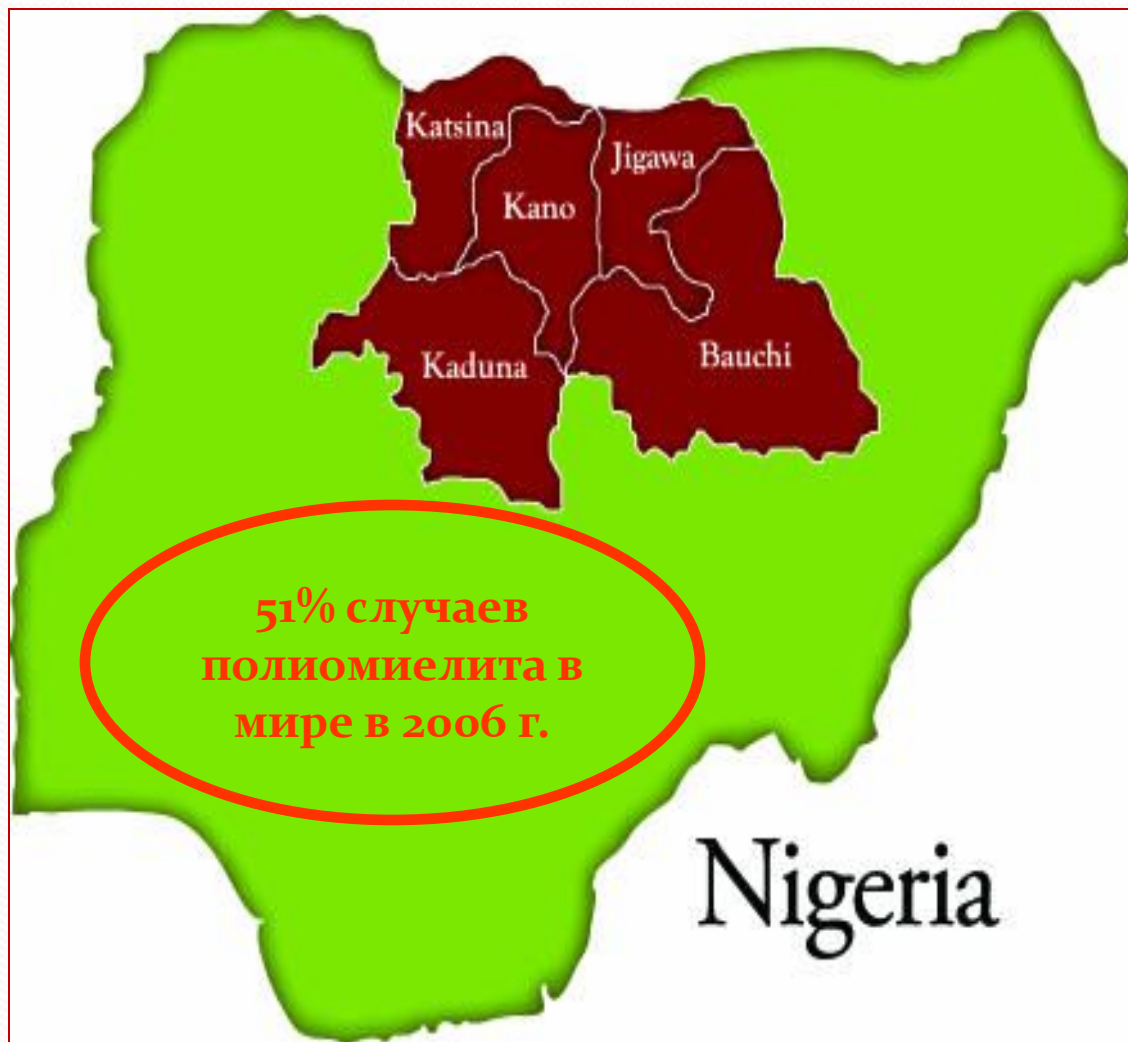 Katsina
Jigawa
Kano
Kaduna
Bauchi
51% случаев
полиомиелита в
мире в 2006 г.
Nigeria